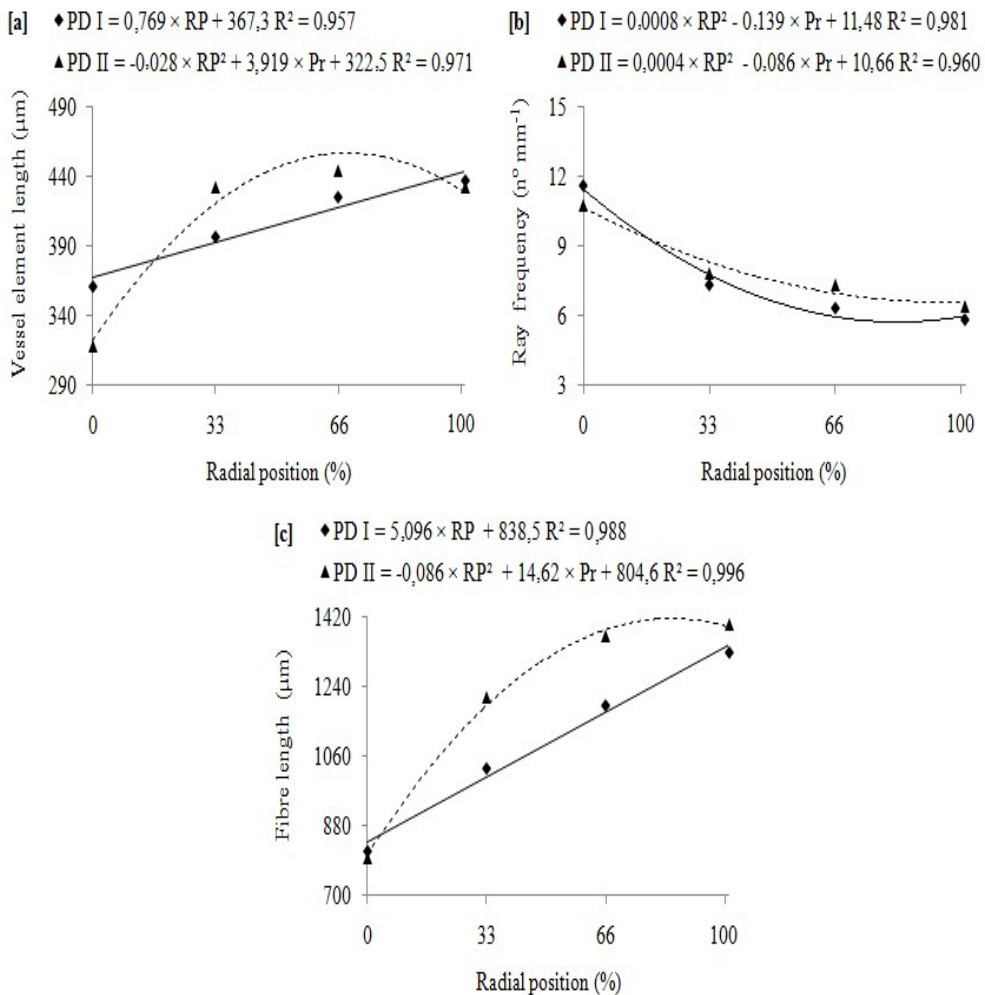 [a] ♦ PD I = 0,769 × RP + 367,3 R² = 0,957
▲ PD II = -0,028 × RP² + 3,919 × Pr + 322,5 R² = 0,971
Vessel element length (µm)
490
440
390
340
290
0 33 66 100
Radial position (%)
[b] ♦ PD I = 0,0008 × RP² - 0,139 × Pr + 11,48 R² = 0,981
▲ PD II = 0,0004 × RP² - 0,086 × Pr + 10,66 R² = 0,960
Ray frequency (nº mm-¹)
15
12
9
6
3
0 33 66 100
Radial position (%)
[c] ♦ PD I = 5,096 × RP + 838,5 R² = 0,988
▲ PD II = -0,086 × RP² + 14,62 × Pr + 804,6 R² = 0,996
Fibre length (µm)
1420
1240
1060
880
700
0 33 66 100
Radial position (%)